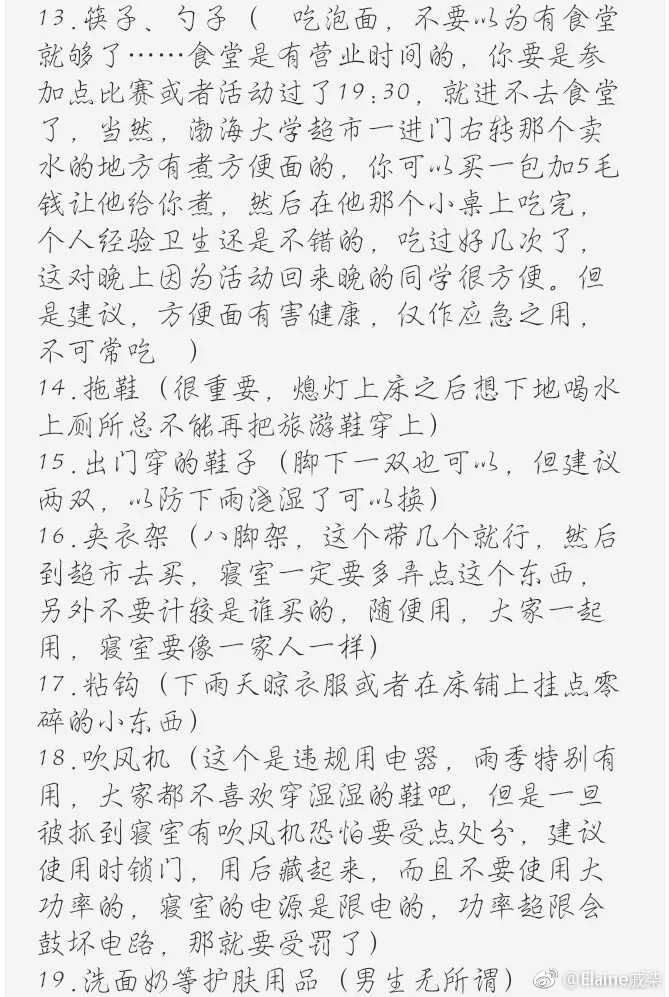 13.筷子、勺子（　吃泡面，不要以为有食堂
就够了……食堂是有营业时间的，你要是参
加点比赛或者活动过了19:30，就进不去食堂
了，当然，渤海大学超市一进门右转那个卖
水的地方有煮方便面的，你可以买一包加5毛
钱让他给你煮，然后在他那个小桌上吃完，
个人经验卫生还是不错的，吃过好几次了，
这对晚上因为活动回来晚的同学很方便。但
是建议，方便面有害健康，仅作应急之用，
不可常吃　）
14.拖鞋（很重要，熄灯上床之后想下地喝水
上厕所总不能再把旅游鞋穿上）
15.出门穿的鞋子（脚下一双也可以，但建议
两双，以防下雨浇湿了可以换）
16.夹衣架（八脚架，这个带几个就行，然后
到超市去买，寝室一定要多弄点这个东西，
另外不要计较是谁买的，随便用，大家一起
用，寝室要像一家人一样）
17.粘钩（下雨天晾衣服或者在床铺上挂点零
碎的小东西）
18.吹风机（这个是违规用电器，雨季特别有
用，大家都不喜欢穿湿湿的鞋吧，但是一旦
被抓到寝室有吹风机恐怕要受点处分，建议
使用时锁门，用后藏起来，而且不要使用大
功率的，寝室的电源是限电的，功率超限会
鼓坏电路，那就要受罚了）
19.洗面奶等护肤用品（男生无所谓）
@Elaine戚柒